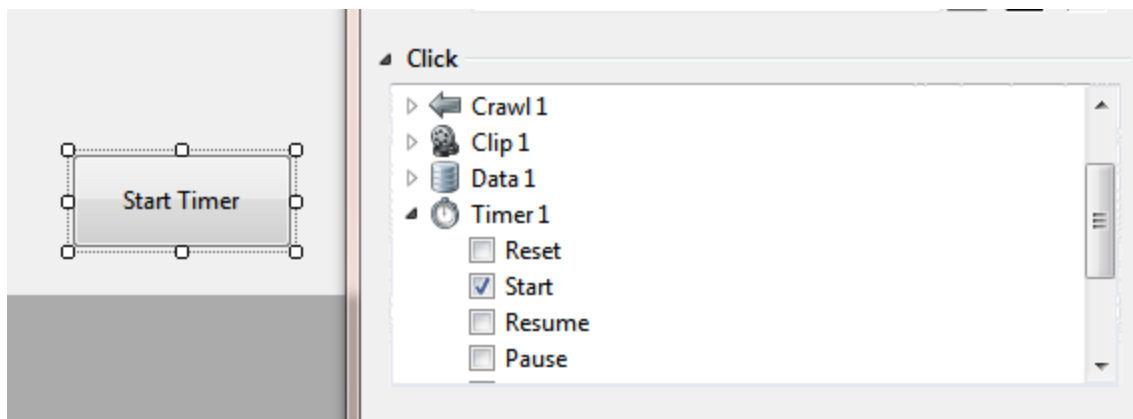 Click
Crawl 1
Clip 1
Data 1
Start Timer
Timer 1
Reset
Start
Resume
Pause